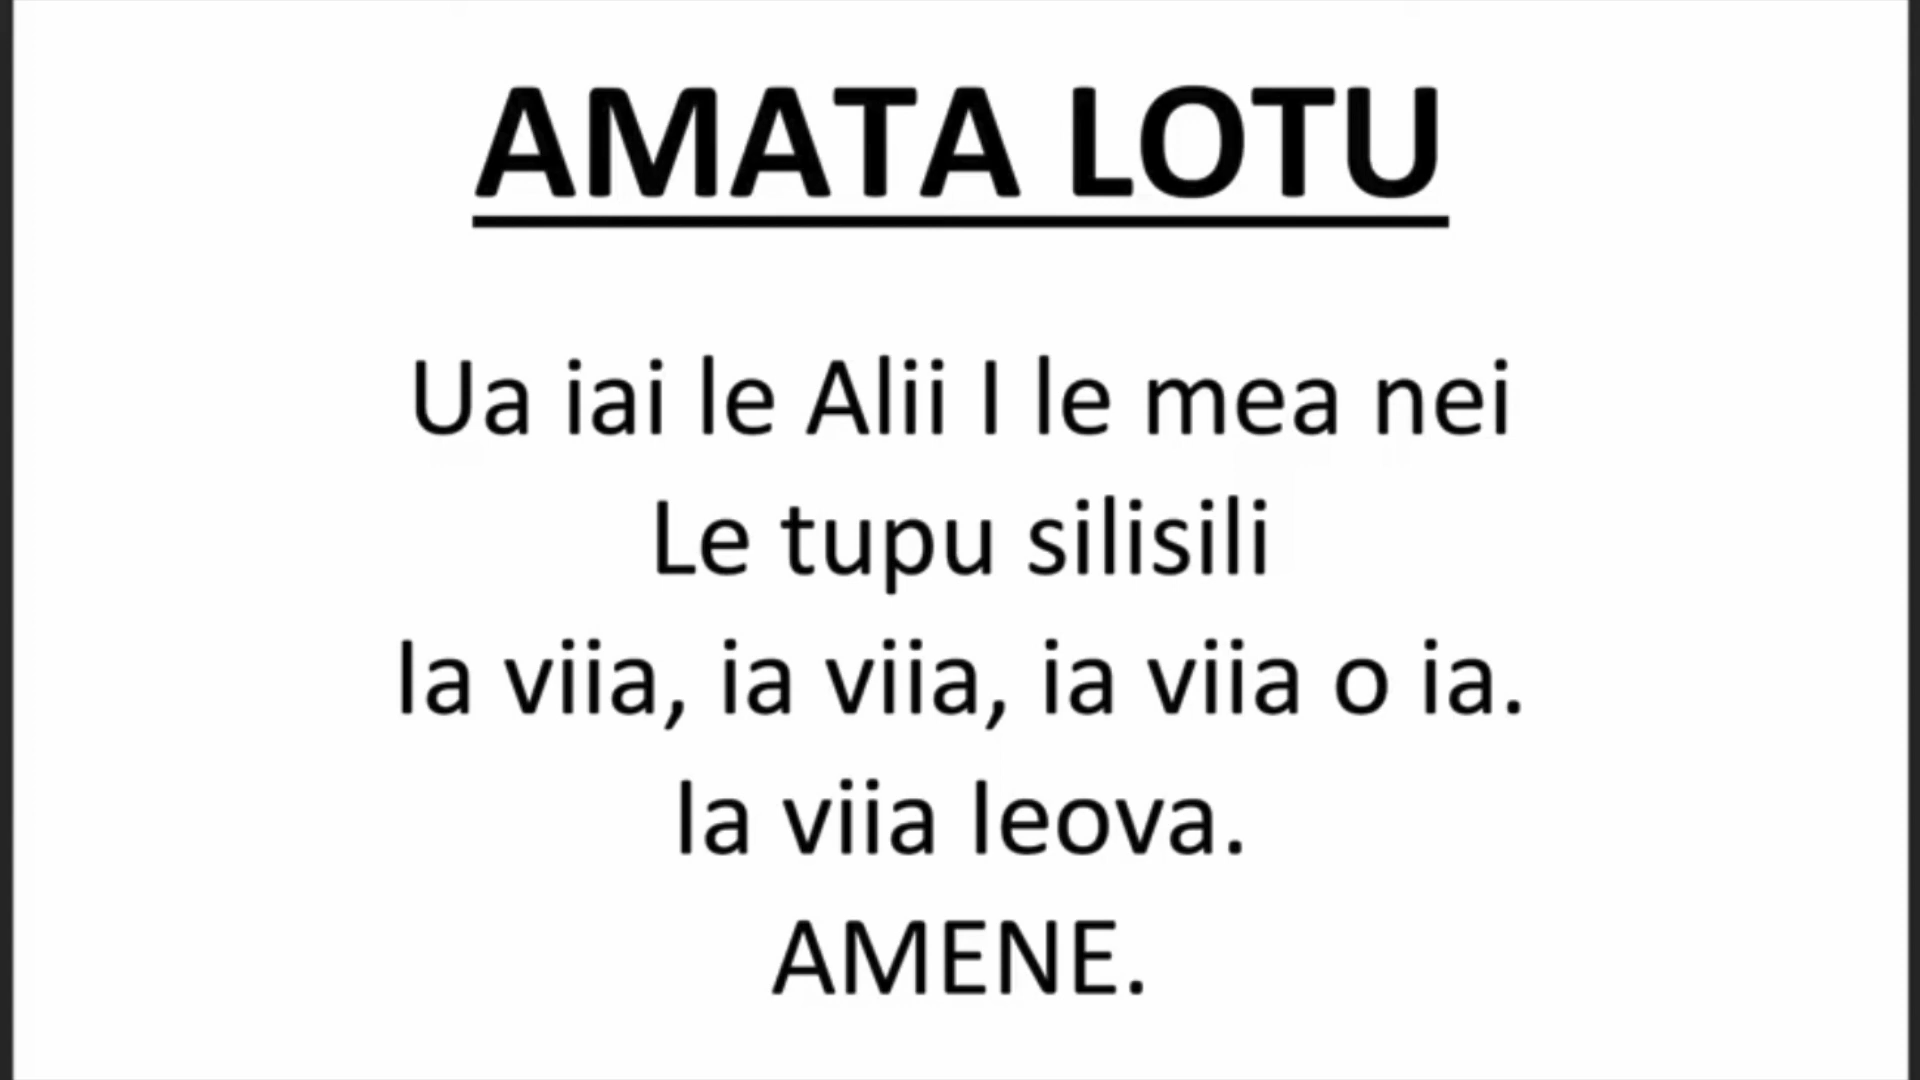 AMATA LOTU
Ua iai le Alii I le mea nei
Le tupu silisili
Ia viia, ia viia, ia viia o ia.
Ia viia Ieova.
AMENE.